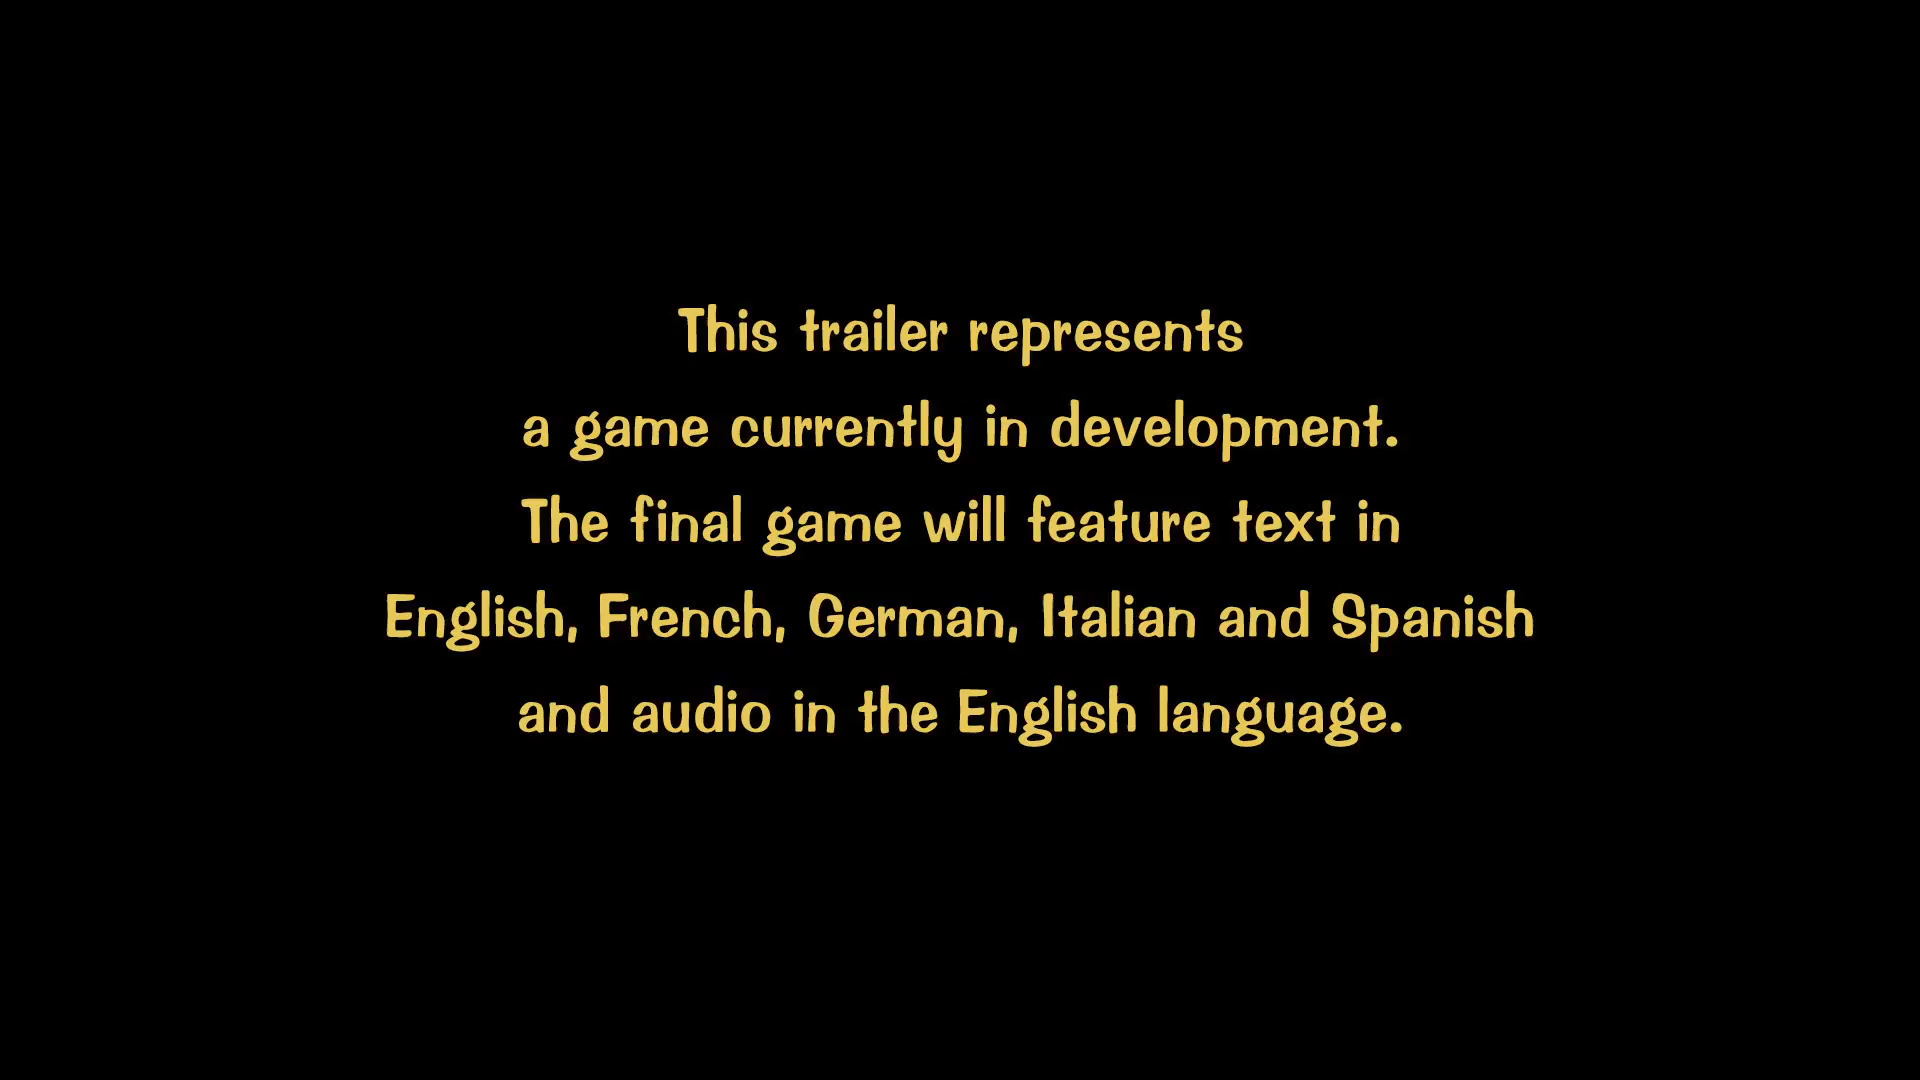 This trailer represents
a game currently in development.
The final game will feature text in
English, French, German, Italian and Spanish
and audio in the English language.